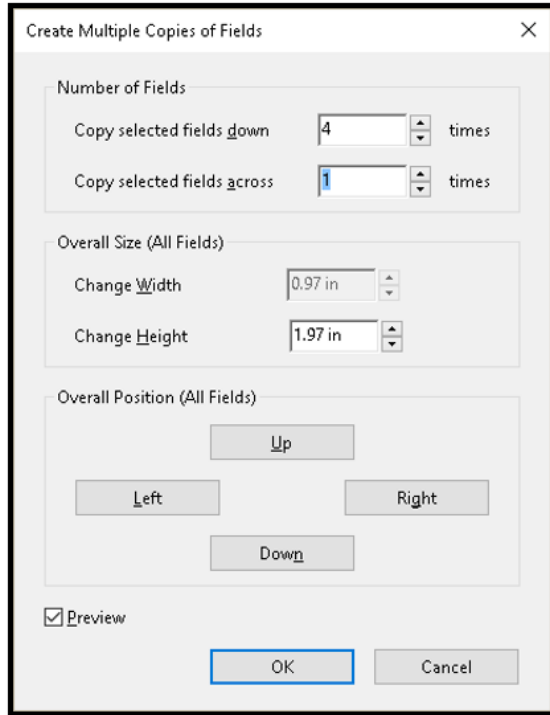 Create Multiple Copies of Fields
Number of Fields
Copy selected fields down 4 times
Copy selected fields across 1 times
Overall Size (All Fields)
Change Width 0.97 in
Change Height 1.97 in
Overall Position (All Fields)
Up
Left Right
Down
Preview
OK Cancel